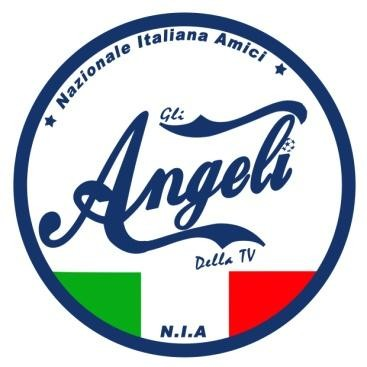 Nazionale Italiana Amici
Gli
Angeli
Della TV
N.I.A